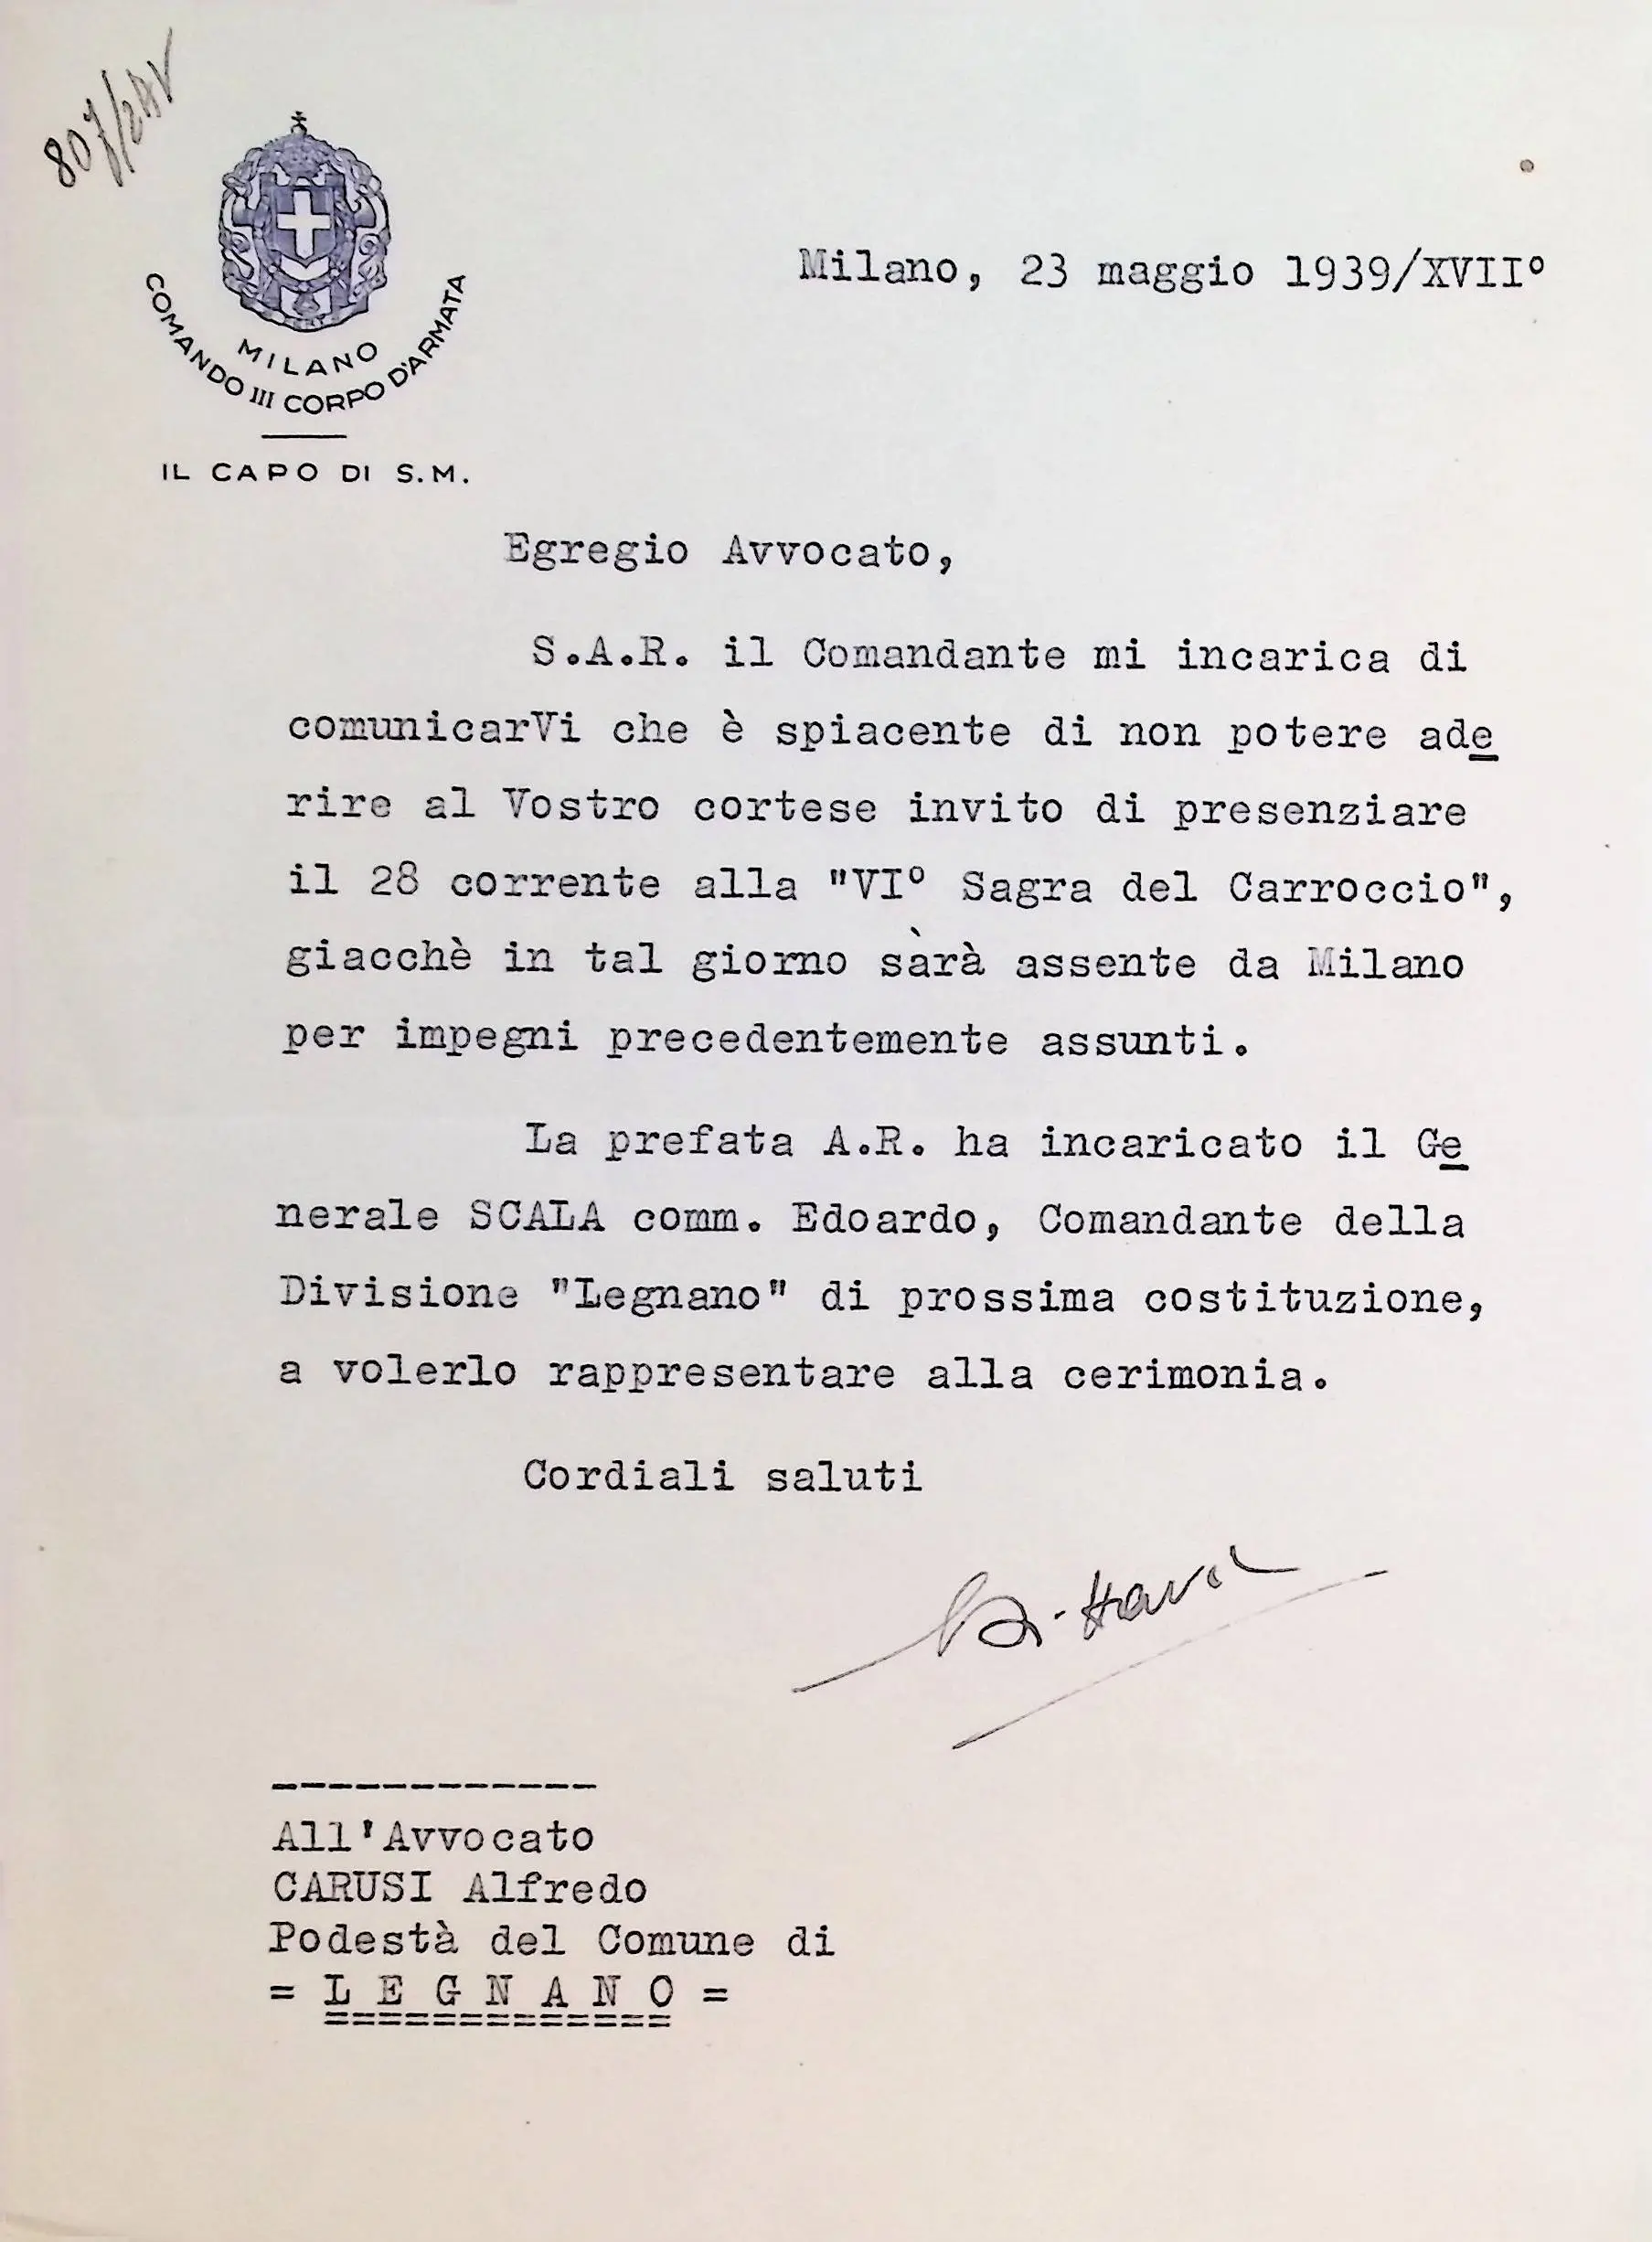 Milano, 23 maggio 1939/XVII°
MILANO
COMANDO III CORPO D'ARMATA
IL CAPO DI S.M.
Egregio Avvocato,
S.A.R. il Comandante mi incarica di
comunicarVi che è spiacente di non potere ade
rire al Vostro cortese invito di presenziare
il 28 corrente alla "VI° Sagra del Carroccio",
giacchè in tal giorno sarà assente da Milano
per impegni precedentemente assunti.
La prefata A.R. ha incaricato il Ge
nerale SCALA comm. Edoardo, Comandante della
Divisione "Legnano" di prossima costituzione,
a volerlo rappresentare alla cerimonia.
Cordiali saluti
-------------
All'Avvocato
CARUSI Alfredo
Podestà del Comune di
= L E G N A N O =
=============